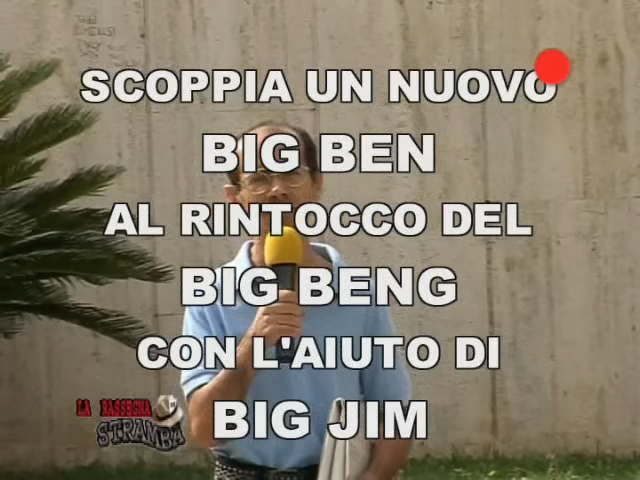 SCOPPIA UN NUOVO
BIG BEN
AL RINTOCCO DEL
BIG BENG
CON L'AIUTO DI
BIG JIM
LA RASSEGNA
STRAMBA